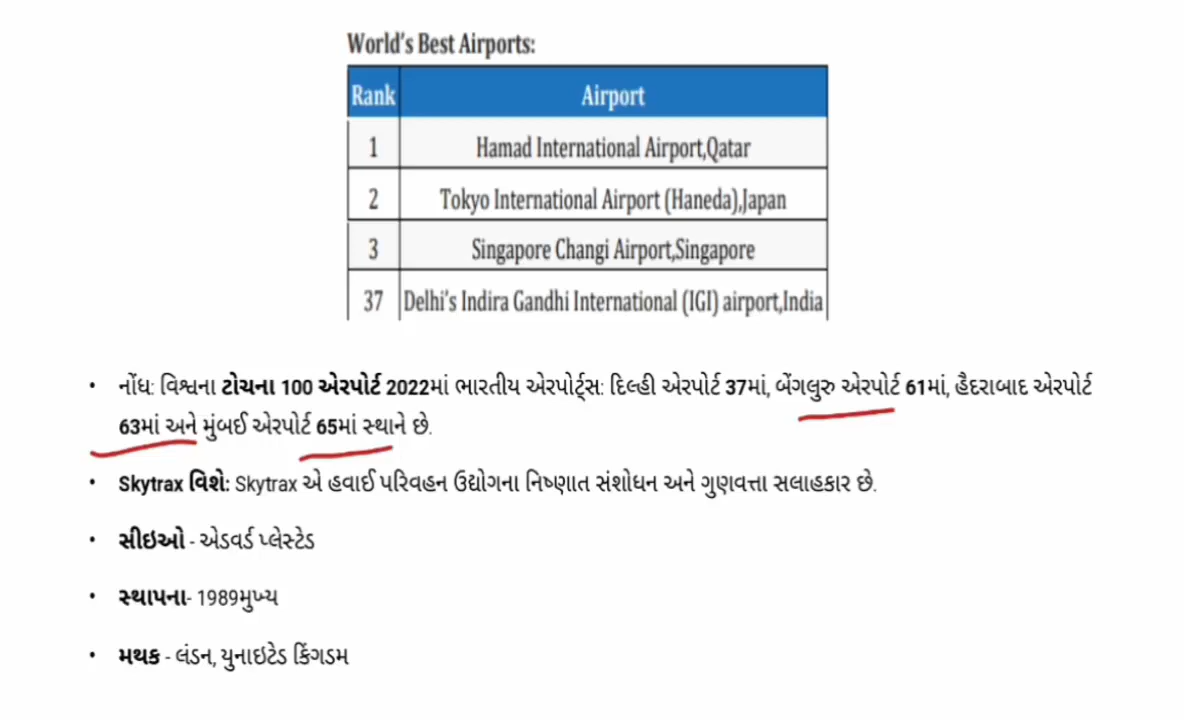 World's Best Airports:
Rank Airport
1 Hamad International Airport,Qatar
2 Tokyo International Airport (Haneda),Japan
3 Singapore Changi Airport,Singapore
37 Delhi's Indira Gandhi International (IGI) airport,India
• નોંધ: વિશ્વના ટોચના 100 એરપોર્ટ 2022માં ભારતીય એરપોર્ટ્સ: દિલ્હી એરપોર્ટ 37માં, બેંગલુરુ એરપોર્ટ 61માં, હૈદરાબાદ એરપોર્ટ
63માં અને મુંબઈ એરપોર્ટ 65માં સ્થાને છે.
• Skytrax વિશે: Skytrax એ હવાઈ પરિવહન ઉદ્યોગના નિષ્ણાત સંશોધન અને ગુણવત્તા સલાહકાર છે.
• સીઇઓ - એડવર્ડ પ્લેસ્ટેડ
• સ્થાપના- 1989મુખ્ય
• મથક - લંડન, યુનાઇટેડ કિંગડમ